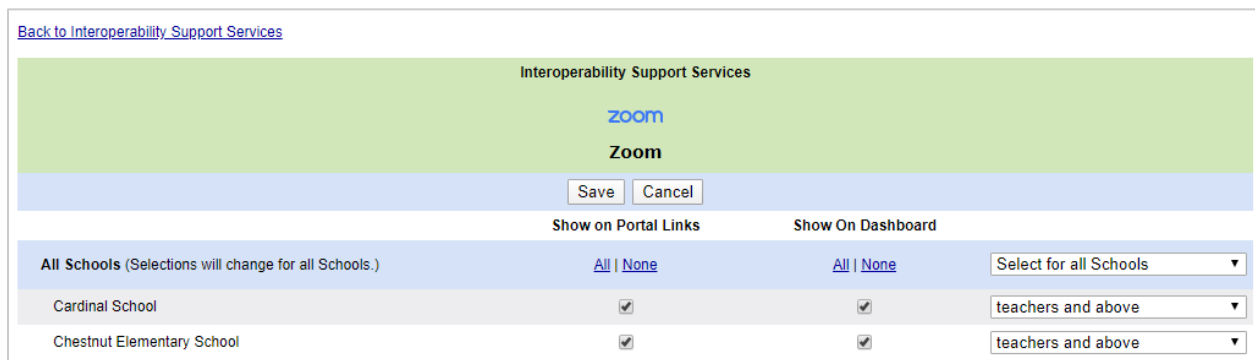 Back to Interoperability Support Services
Interoperability Support Services
zoom
Zoom
Save Cancel
Show on Portal Links Show On Dashboard
All Schools (Selections will change for all Schools.) All | None All | None Select for all Schools
Cardinal School teachers and above
Chestnut Elementary School teachers and above